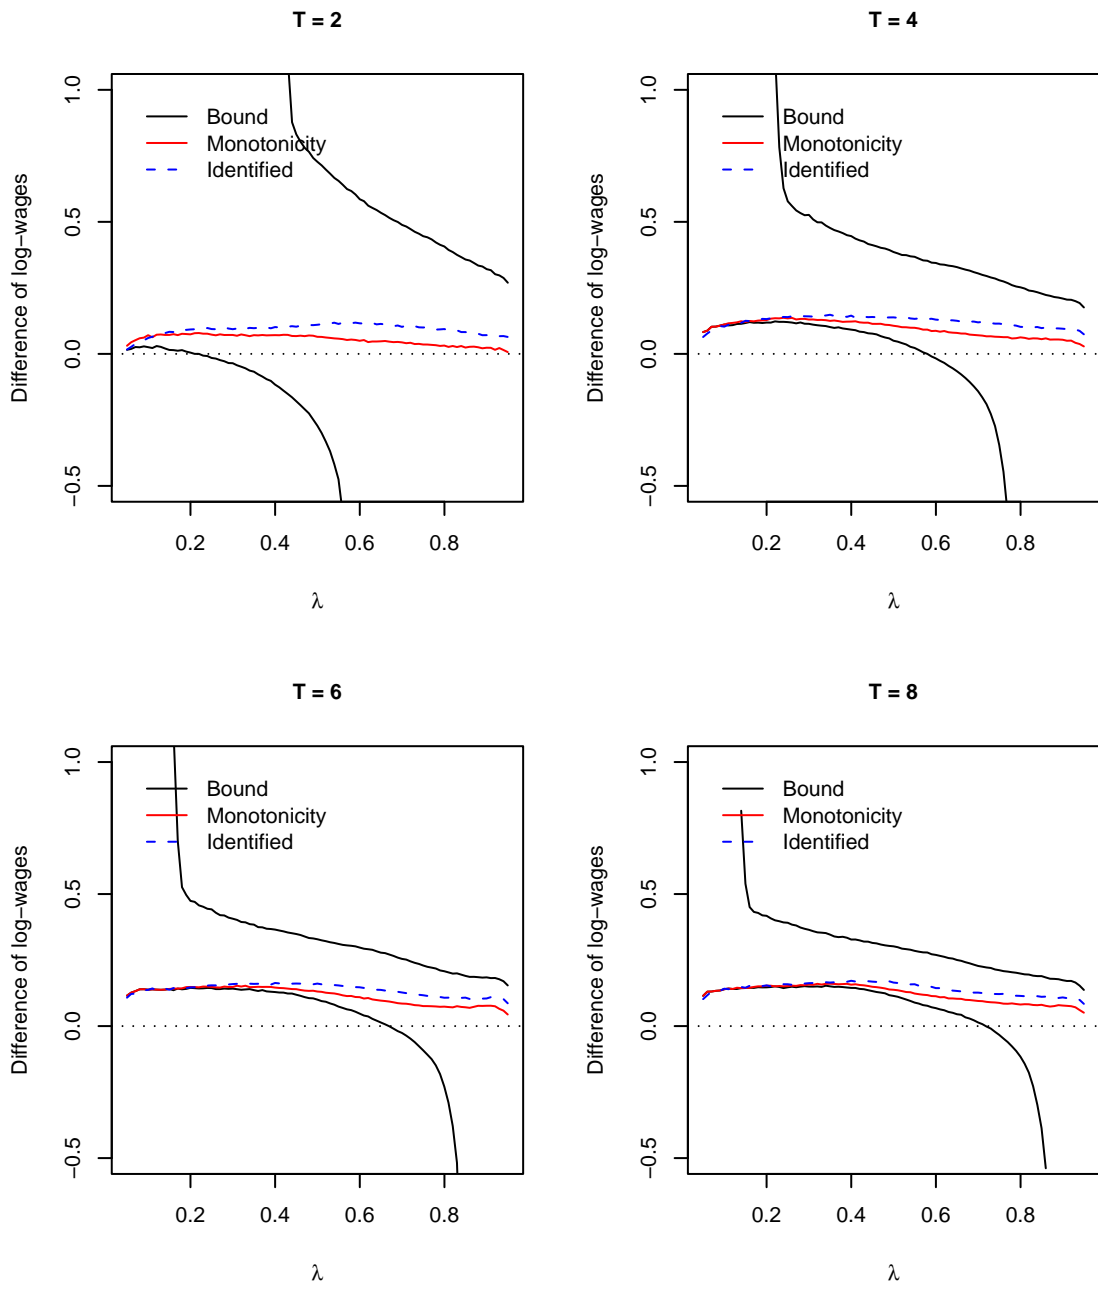 T = 2
Difference of log−wages
1.0
0.5
0.0
−0.5
Bound
Monotonicity
Identified
0.2 0.4 0.6 0.8
λ
T = 4
Difference of log−wages
1.0
0.5
0.0
−0.5
Bound
Monotonicity
Identified
0.2 0.4 0.6 0.8
λ
T = 6
Difference of log−wages
1.0
0.5
0.0
−0.5
Bound
Monotonicity
Identified
0.2 0.4 0.6 0.8
λ
T = 8
Difference of log−wages
1.0
0.5
0.0
−0.5
Bound
Monotonicity
Identified
0.2 0.4 0.6 0.8
λ